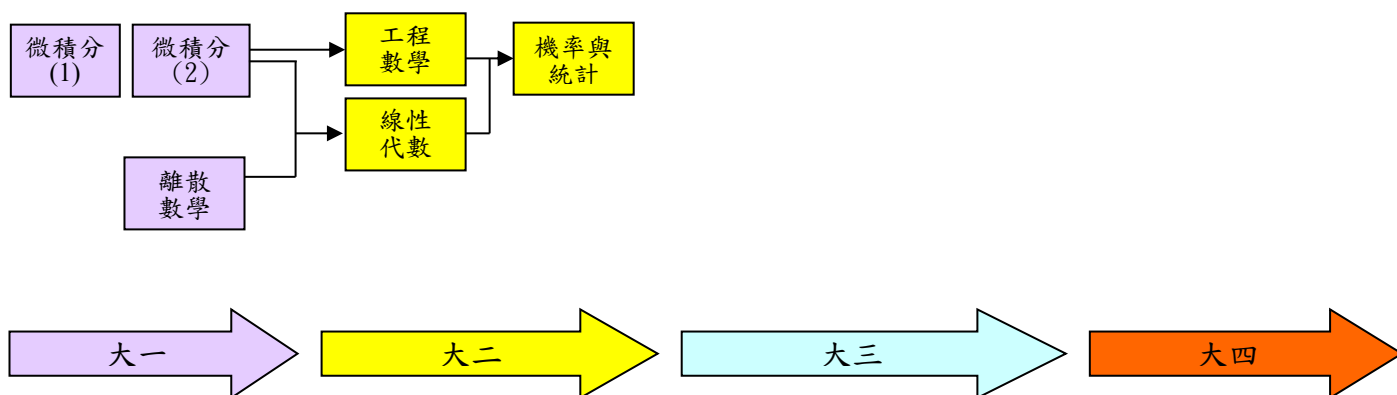 微積分
(1)
微積分
（2）
工程
數學
機率與
統計
線性
代數
離散
數學
大一
大二
大三
大四